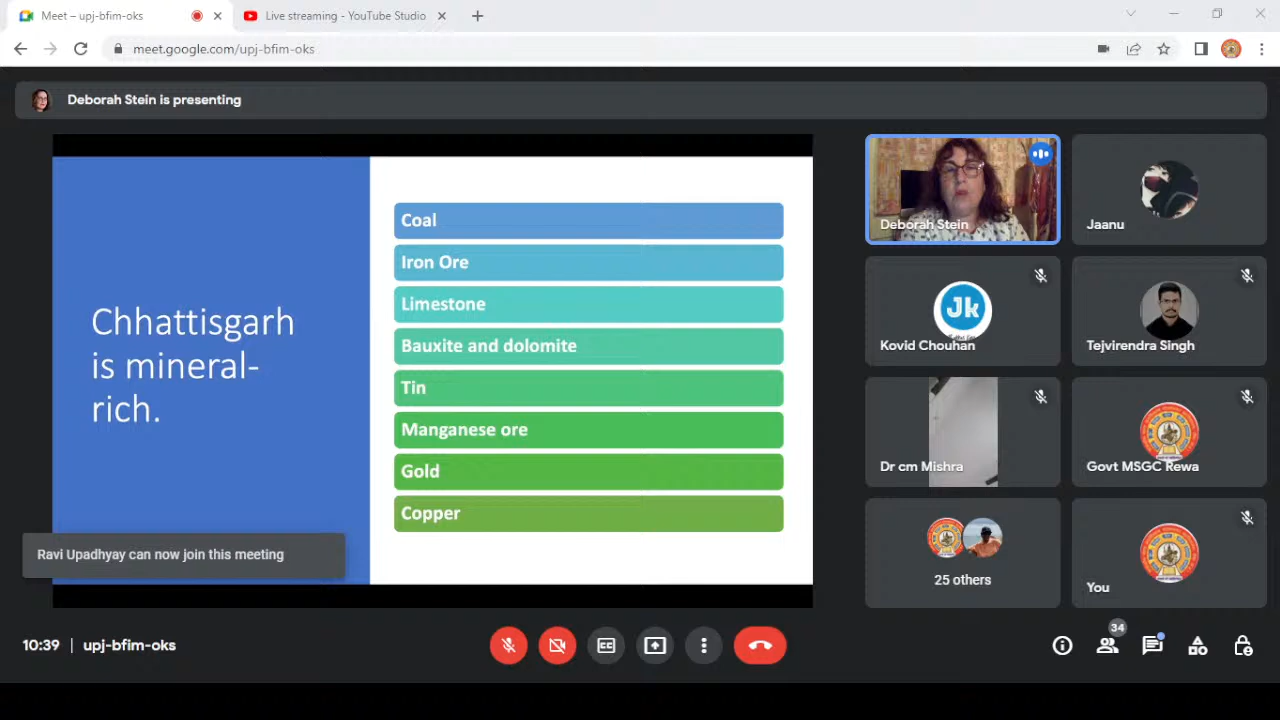 Meet – upj-bfim-oks
Live streaming - YouTube Studio
meet.google.com/upj-bfim-oks
Deborah Stein is presenting
Chhattisgarh
is mineral-
rich.
Coal
Iron Ore
Limestone
Bauxite and dolomite
Tin
Manganese ore
Gold
Copper
Ravi Upadhyay can now join this meeting
Deborah Stein
Jaanu
Jk
Kovid Chouhan
Tejvirendra Singh
Dr cm Mishra
Govt MSGC Rewa
25 others
You
10:39 | upj-bfim-oks
CC
34